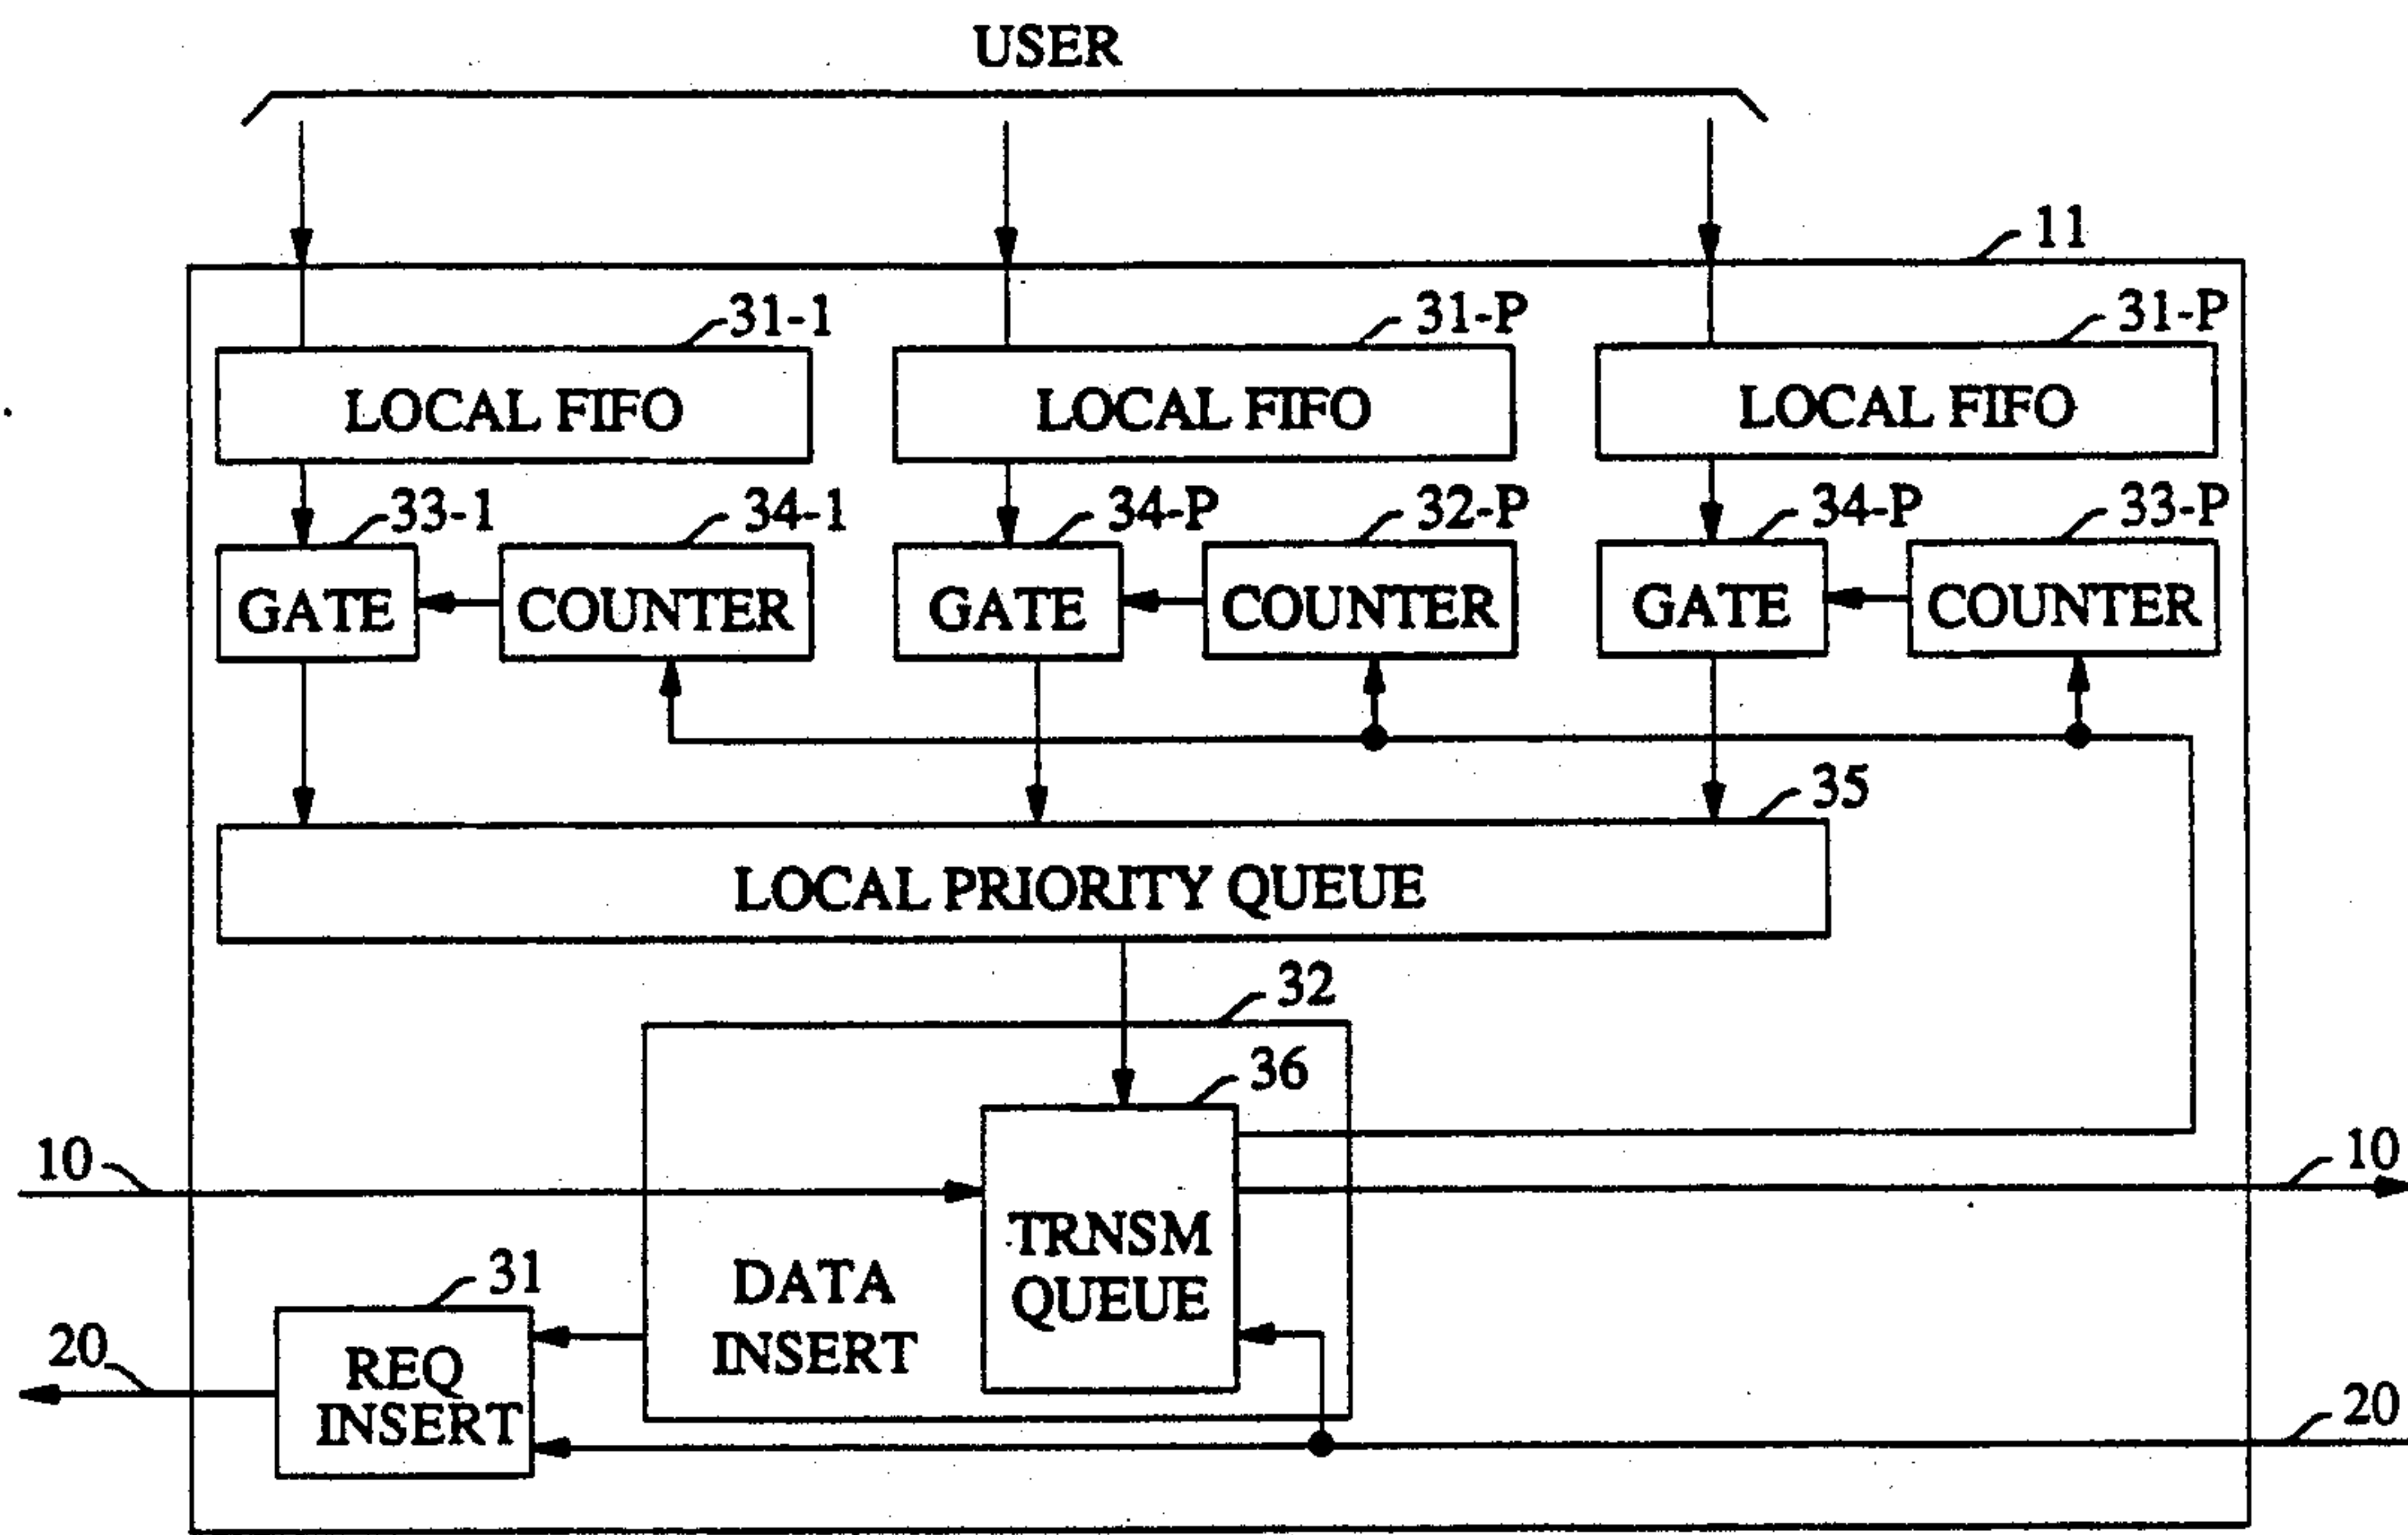 USER
11
31-1
31-P
31-P
LOCAL FIFO
LOCAL FIFO
LOCAL FIFO
33-1
34-1
34-P
32-P
34-P
33-P
GATE
COUNTER
GATE
COUNTER
GATE
COUNTER
35
LOCAL PRIORITY QUEUE
32
36
10
10
TRNSM
QUEUE
DATA
INSERT
31
20
REQ
INSERT
20